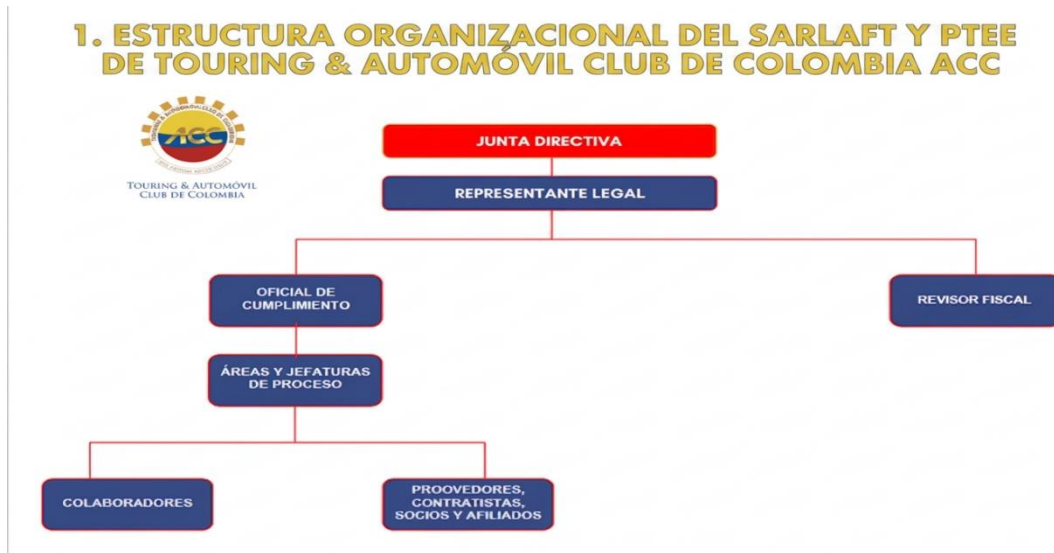 1. ESTRUCTURA ORGANIZACIONAL DEL SARLAFT Y PTEE
DE TOURING & AUTOMÓVIL CLUB DE COLOMBIA ACC
ACC
TOURING & AUTOMÓVIL
CLUB DE COLOMBIA
JUNTA DIRECTIVA
REPRESENTANTE LEGAL
OFICIAL DE
CUMPLIMIENTO
REVISOR FISCAL
ÁREAS Y JEFATURAS
DE PROCESO
COLABORADORES
PROOVEDORES,
CONTRATISTAS,
SOCIOS Y AFILIADOS